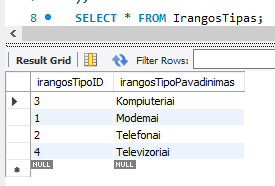 8 SELECT * FROM IrangosTipas;
Result Grid Filter Rows:
irangosTipoID irangosTipoPavadinimas
3 Kompiuteriai
1 Modemai
2 Telefonai
4 Televizoriai
NULL NULL